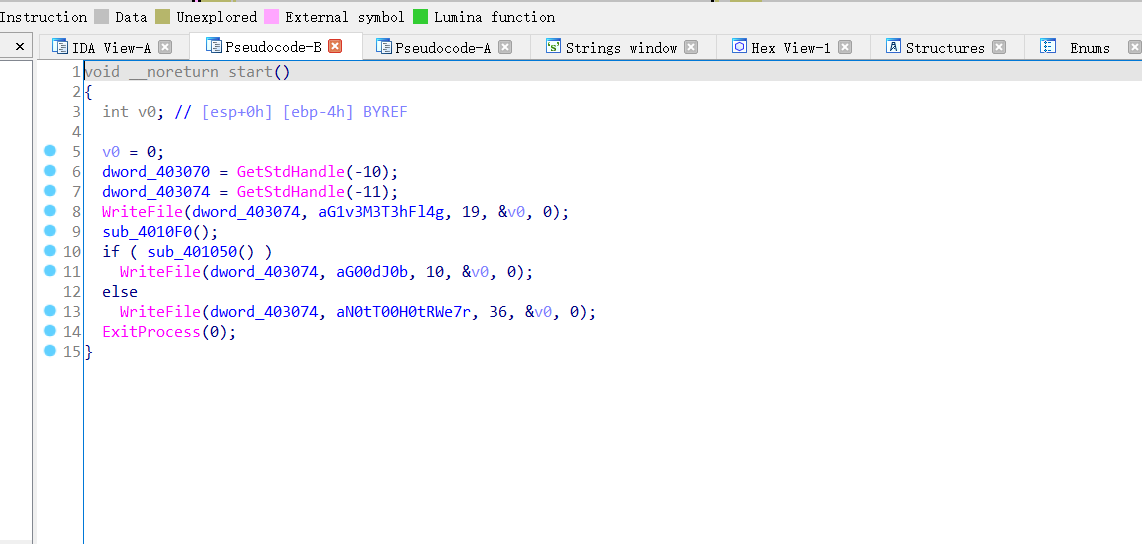 Instruction Data Unexplored External symbol Lumina function
IDA View-A Pseudocode-B Pseudocode-A Strings window Hex View-1 Structures Enums
1 void __noreturn start()
2 {
3 int v0; // [esp+0h] [ebp-4h] BYREF
4
5 v0 = 0;
6 dword_403070 = GetStdHandle(-10);
7 dword_403074 = GetStdHandle(-11);
8 WriteFile(dword_403074, aG1v3M3T3hFl4g, 19, &v0, 0);
9 sub_4010F0();
10 if ( sub_401050() )
11 WriteFile(dword_403074, aG00dJ0b, 10, &v0, 0);
12 else
13 WriteFile(dword_403074, aN0tT00H0tRWe7r, 36, &v0, 0);
14 ExitProcess(0);
15 }